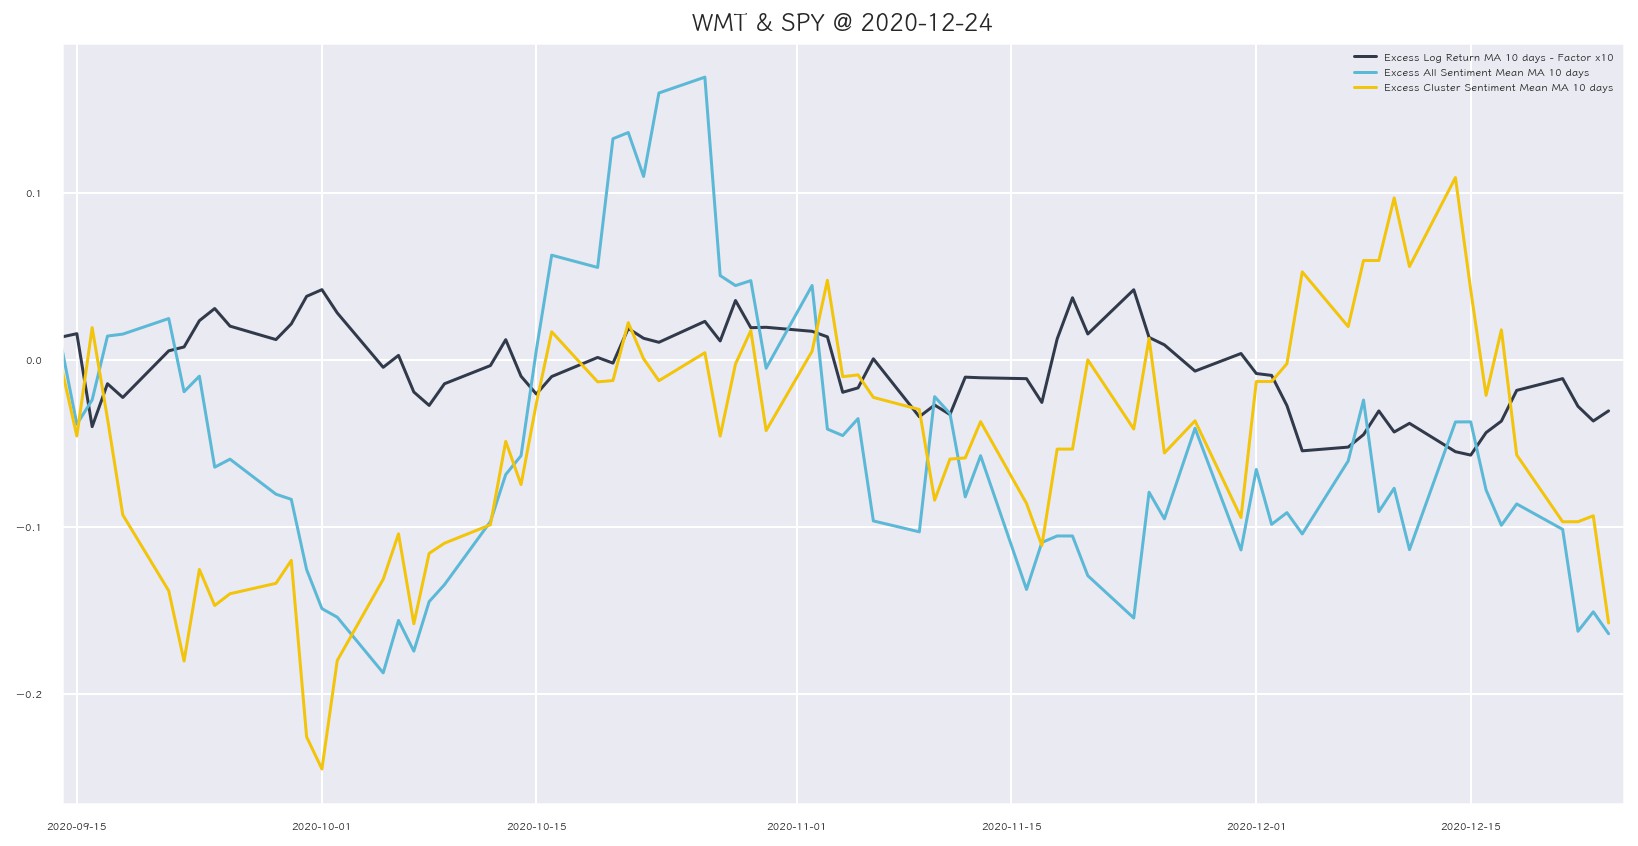 WMT & SPY @ 2020-12-24
Excess Log Return MA 10 days - Factor x10
Excess All Sentiment Mean MA 10 days
Excess Cluster Sentiment Mean MA 10 days
0.1
0.0
−0.1
−0.2
2020-09-15 2020-10-01 2020-10-15 2020-11-01 2020-11-15 2020-12-01 2020-12-15